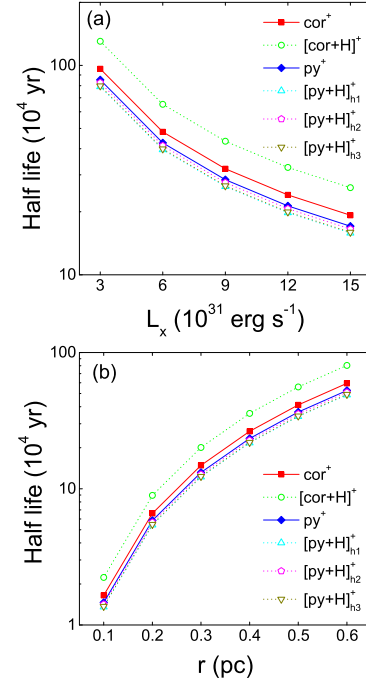 (a)
cor+
[cor+H]+
py+
[py+H]+h1
[py+H]+h2
[py+H]+h3
100
10
Half life (10^4 yr)
3 6 9 12 15
Lx (10^31 erg s^-1)
(b)
100
10
1
Half life (10^4 yr)
cor+
[cor+H]+
py+
[py+H]+h1
[py+H]+h2
[py+H]+h3
0.1 0.2 0.3 0.4 0.5 0.6
r (pc)